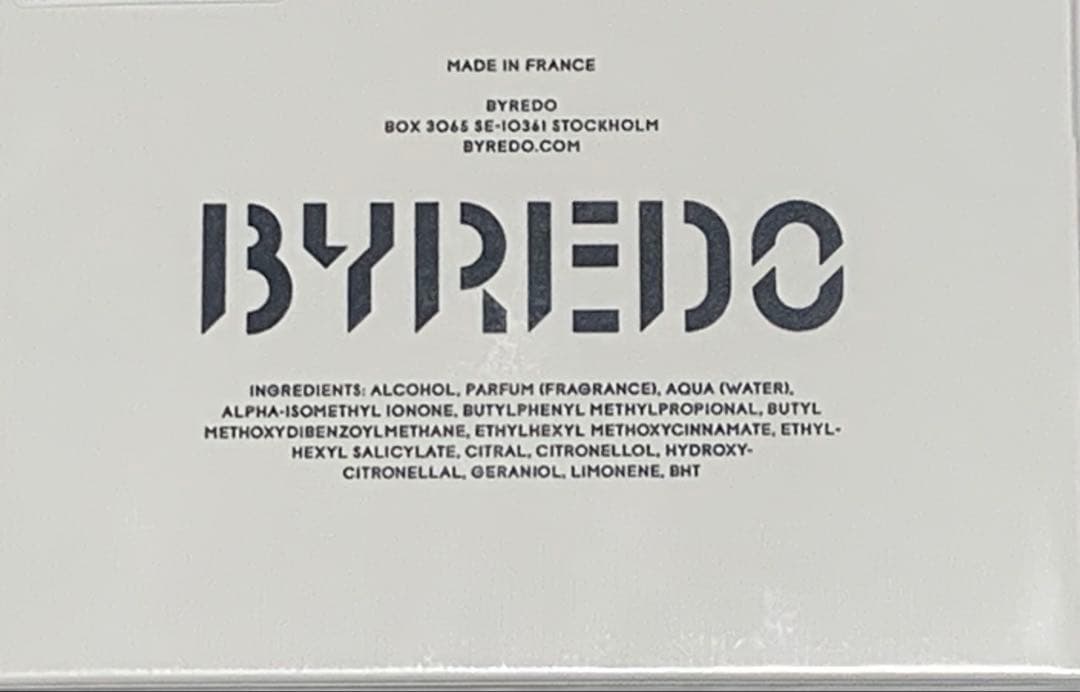 MADE IN FRANCE
BYREDO
BOX 3065 SE-10361 STOCKHOLM
BYREDO.COM
BYREDO
INGREDIENTS: ALCOHOL, PARFUM (FRAGRANCE), AQUA (WATER),
ALPHA-ISOMETHYL IONONE, BUTYLPHENYL METHYLPROPIONAL, BUTYL
METHOXYDIBENZOYLMETHANE, ETHYLHEXYL METHOXYCINNAMATE, ETHYL-
HEXYL SALICYLATE, CITRAL, CITRONELLOL, HYDROXY-
CITRONELLAL, GERANIOL, LIMONENE, BHT